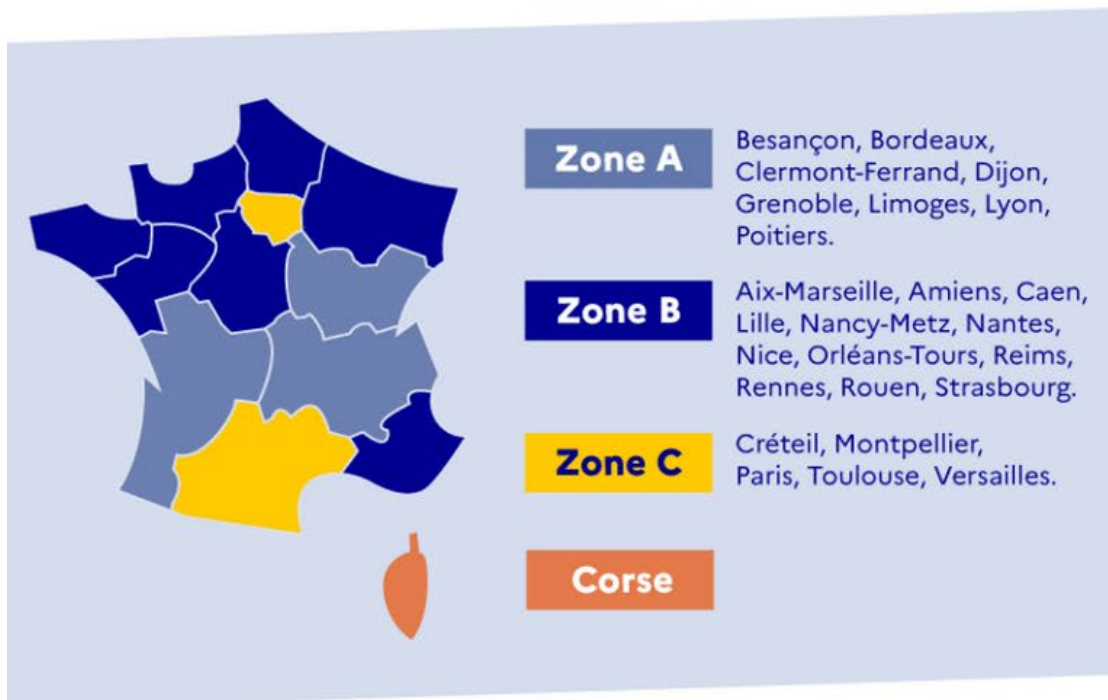 Zone A
Besançon, Bordeaux,
Clermont-Ferrand, Dijon,
Grenoble, Limoges, Lyon,
Poitiers.
Zone B
Aix-Marseille, Amiens, Caen,
Lille, Nancy-Metz, Nantes,
Nice, Orléans-Tours, Reims,
Rennes, Rouen, Strasbourg.
Zone C
Créteil, Montpellier,
Paris, Toulouse, Versailles.
Corse